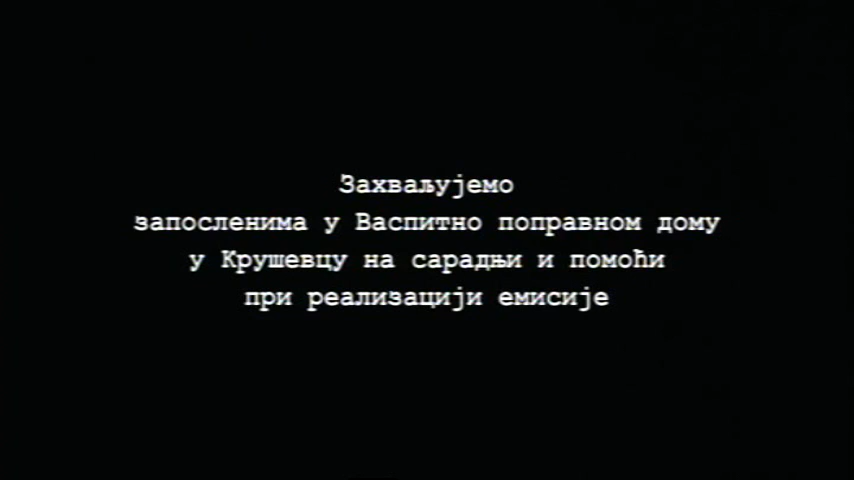 Захваљујемо
запосленима у Васпитно поправном дому
у Крушевцу на сарадњи и помоћи
при реализацији емисије